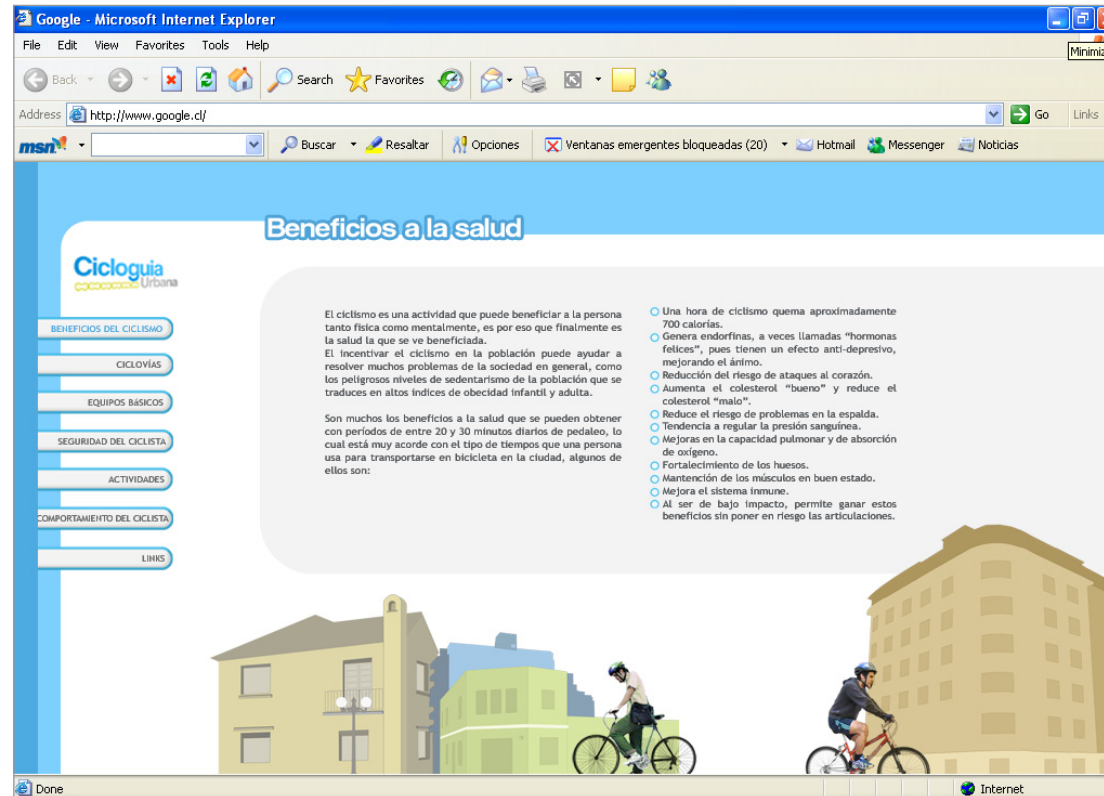 Google - Microsoft Internet Explorer
File Edit View Favorites Tools Help
Minimiz
Back Search Favorites
Address http://www.google.cl/ Go Links
msn Buscar Resaltar Opciones Ventanas emergentes bloqueadas (20) Hotmail Messenger Noticias
Beneficios a la salud
Cicloguia
Urbana
BENEFICIOS DEL CICLISMO
CICLOVÍAS
EQUIPOS BáSICOS
SEGURIDAD DEL CICLISTA
ACTIVIDADES
COMPORTAMIENTO DEL CICLISTA
LINKS
El ciclismo es una actividad que puede beneficiar a la persona
tanto fisica como mentalmente, es por eso que finalmente es
la salud la que se ve beneficiada.
El incentivar el ciclismo en la población puede ayudar a
resolver muchos problemas de la sociedad en general, como
los peligrosos niveles de sedentarismo de la población que se
traduces en altos indices de obecidad infantil y adulta.
Son muchos los beneficios a la salud que se pueden obtener
con períodos de entre 20 y 30 minutos diarios de pedaleo, lo
cual está muy acorde con el tipo de tiempos que una persona
usa para transportarse en bicicleta en la ciudad, algunos de
ellos son:
Una hora de ciclismo quema aproximadamente
700 calorías.
Genera endorfinas, a veces llamadas “hormonas
felices”, pues tienen un efecto anti-depresivo,
mejorando el ánimo.
Reducción del riesgo de ataques al corazón.
Aumenta el colesterol “bueno” y reduce el
colesterol “malo”.
Reduce el riesgo de problemas en la espalda.
Tendencia a regular la presión sanguínea.
Mejoras en la capacidad pulmonar y de absorción
de oxígeno.
Fortalecimiento de los huesos.
Mantención de los músculos en buen estado.
Mejora el sistema inmune.
Al ser de bajo impacto, permite ganar estos
beneficios sin poner en riesgo las articulaciones.
Done Internet